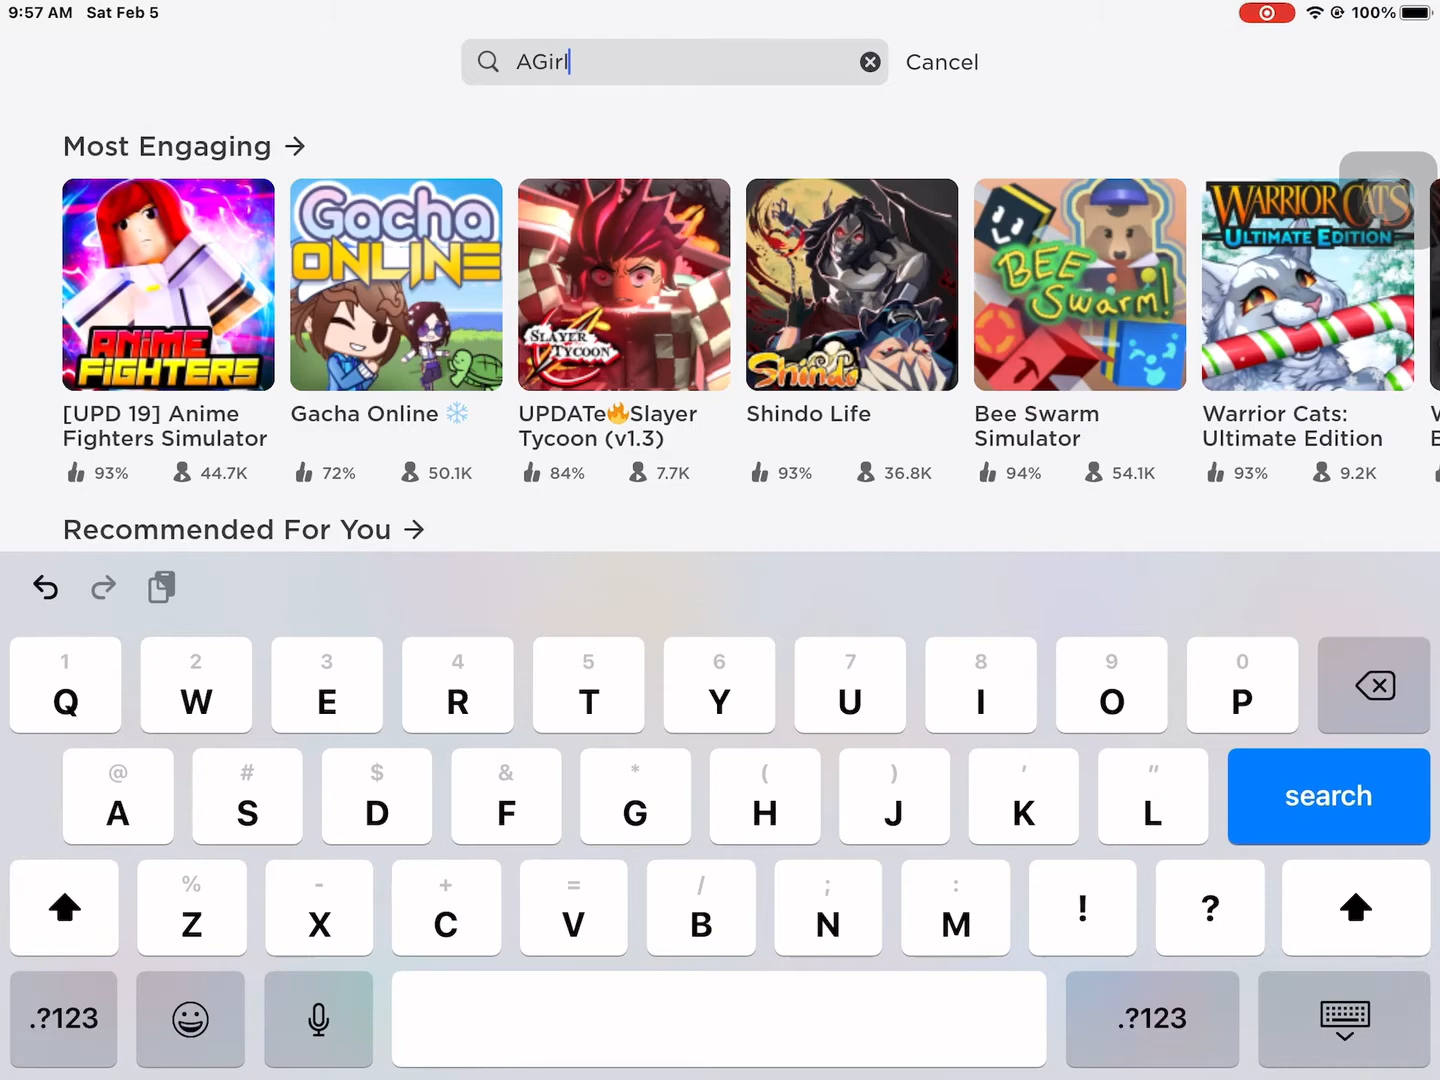 9:57 AM Sat Feb 5
100%
AGirl
Cancel
Most Engaging →
ANIME FIGHTERS
Gacha ONLINE
SLAYER TYCOON
Shindo
BEE Swarm!
WARRIOR CATS
ULTIMATE EDITION
[UPD 19] Anime Fighters Simulator
93% 44.7K
Gacha Online ❄️
72% 50.1K
UPDATe🔥Slayer Tycoon (v1.3)
84% 7.7K
Shindo Life
93% 36.8K
Bee Swarm Simulator
94% 54.1K
Warrior Cats: Ultimate Edition
93% 9.2K
Recommended For You →
1 2 3 4 5 6 7 8 9 0
Q W E R T Y U I O P
@ # $ & * ( ) ' "
A S D F G H J K L search
% - + = / ; :
Z X C V B N M ! ?
.?123 .?123